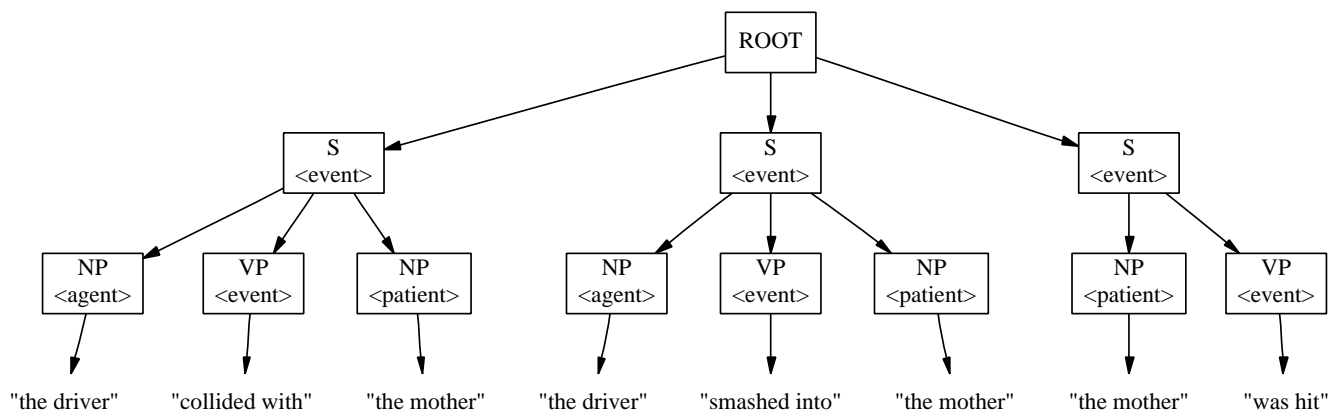 ROOT
S S S
<event> <event> <event>
NP VP NP NP VP NP NP VP
<agent> <event> <patient> <agent> <event> <patient> <patient> <event>
"the driver" "collided with" "the mother" "the driver" "smashed into" "the mother" "the mother" "was hit"